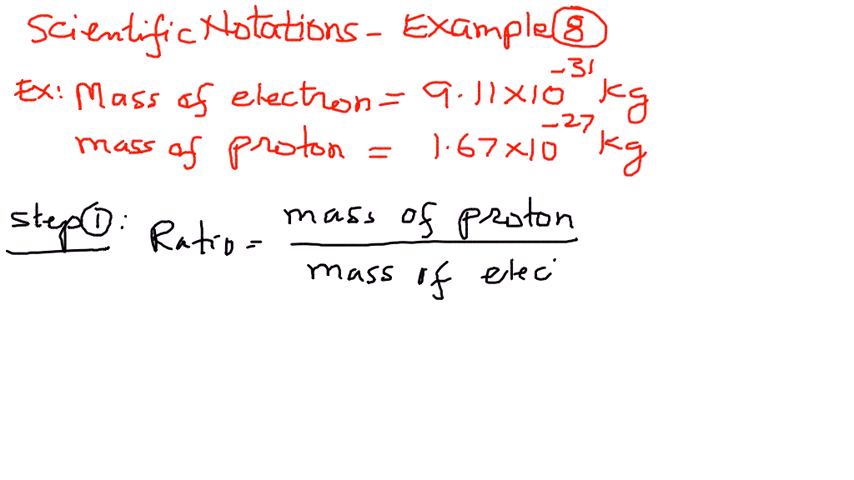 Scientific Notations - Example 8
Ex: Mass of electron = 9.11×10⁻³¹ kg
mass of proton = 1.67×10⁻²⁷ kg
step 1: Ratio = mass of proton
mass of elec